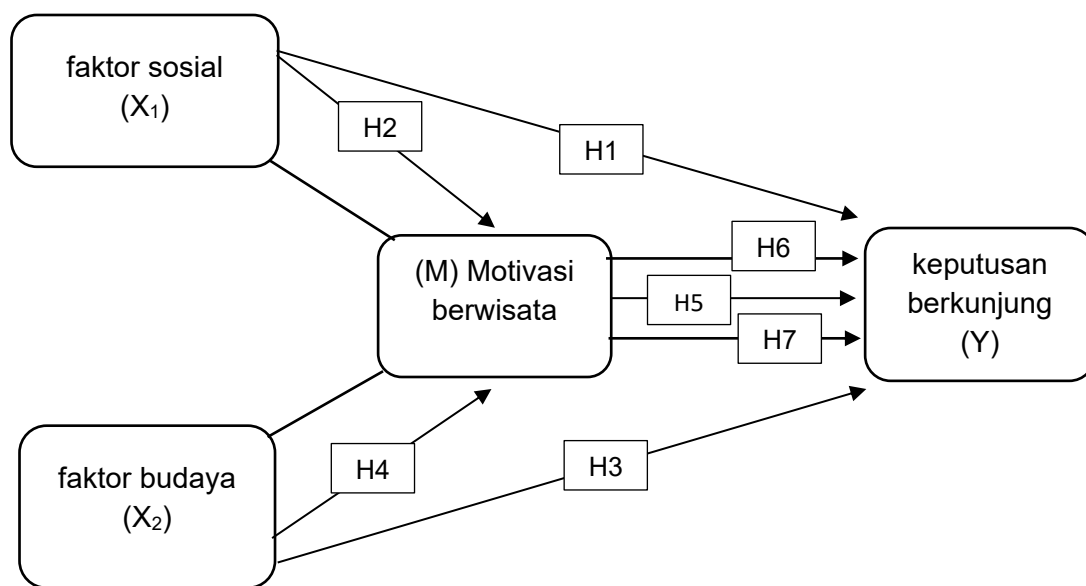 faktor sosial
(X₁)
H2
H1
(M) Motivasi
berwisata
H6
H5
H7
keputusan
berkunjung
(Y)
faktor budaya
(X₂)
H4
H3